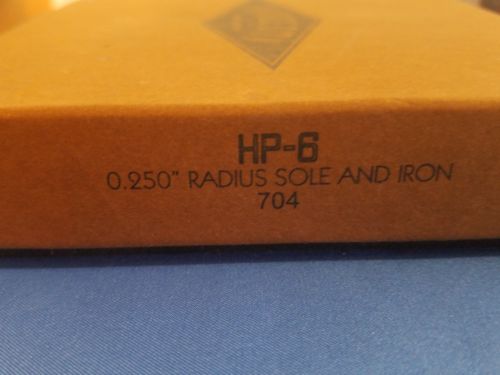 HP-6
0.250" RADIUS SOLE AND IRON
704